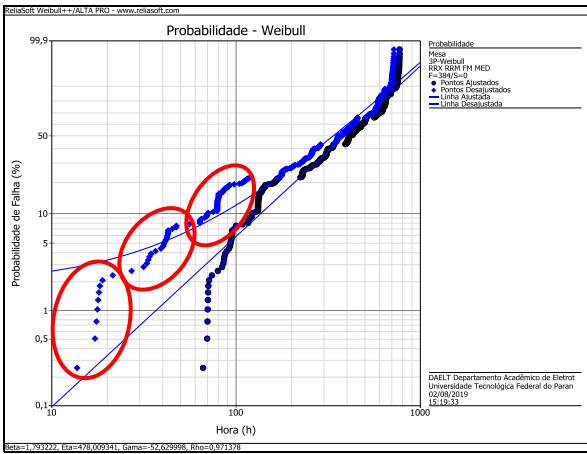 ReliaSoft Weibull++/ALTA PRO - www.reliasoft.com
Probabilidade - Weibull
99,9
50
10
5
1
0,5
0,1
10
100
1000
Probabilidade de Falha (%)
Hora (h)
Probabilidade
Mesa
3P-Weibull
RRX RRM FM MED
F=384/S=0
Pontos Ajustados
Pontos Desajustados
Linha Ajustada
Linha Desajustada
DAELT Departamento Acadêmico de Eletrot
Universidade Tecnológica Federal do Paran
02/08/2019
15:19:33
Beta=1,793222, Eta=478,009341, Gama=-52,629998, Rho=0,971378